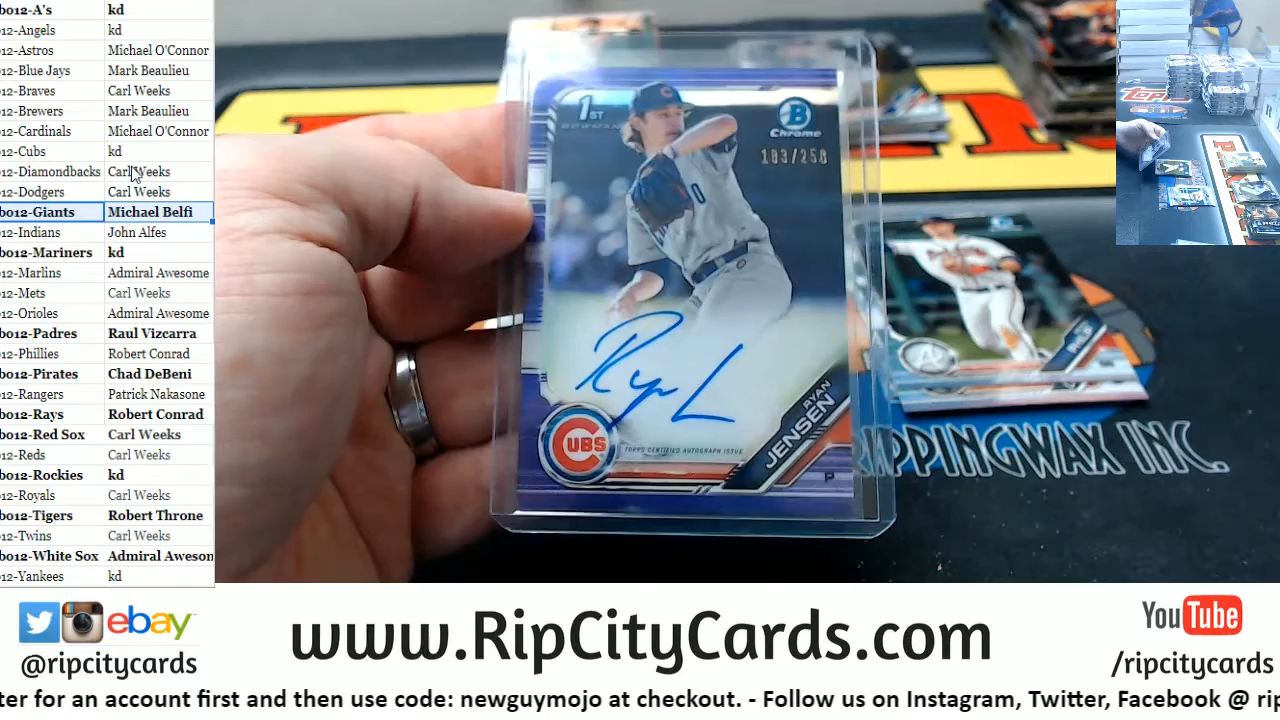 bo12-A's kd
12-Angels kd
12-Astros Michael O'Connor
12-Blue Jays Mark Beaulieu
12-Braves Carl Weeks
12-Brewers Mark Beaulieu
12-Cardinals Michael O'Connor
12-Cubs kd
12-Diamondbacks Carl Weeks
12-Dodgers Carl Weeks
bo12-Giants Michael Belfi
12-Indians John Alfes
bo12-Mariners kd
12-Marlins Admiral Awesome
12-Mets Carl Weeks
12-Orioles Admiral Awesome
bo12-Padres Raul Vizcarra
12-Phillies Robert Conrad
bo12-Pirates Chad DeBeni
12-Rangers Patrick Nakasone
bo12-Rays Robert Conrad
bo12-Red Sox Carl Weeks
12-Reds Carl Weeks
bo12-Rockies kd
12-Royals Carl Weeks
bo12-Tigers Robert Throne
12-Twins Carl Weeks
bo12-White Sox Admiral Aweson
12-Yankees kd
1ST
BOWMAN
B
Chrome
183/250
CUBS
TOPPS CERTIFIED AUTOGRAPH ISSUE
RYAN
JENSEN
P
A
RIPPINGWAX INC.
topps
ebay
@ripcitycards
www.RipCityCards.com
YouTube
/ripcitycards
ter for an account first and then use code: newguymojo at checkout. - Follow us on Instagram, Twitter, Facebook @ rip